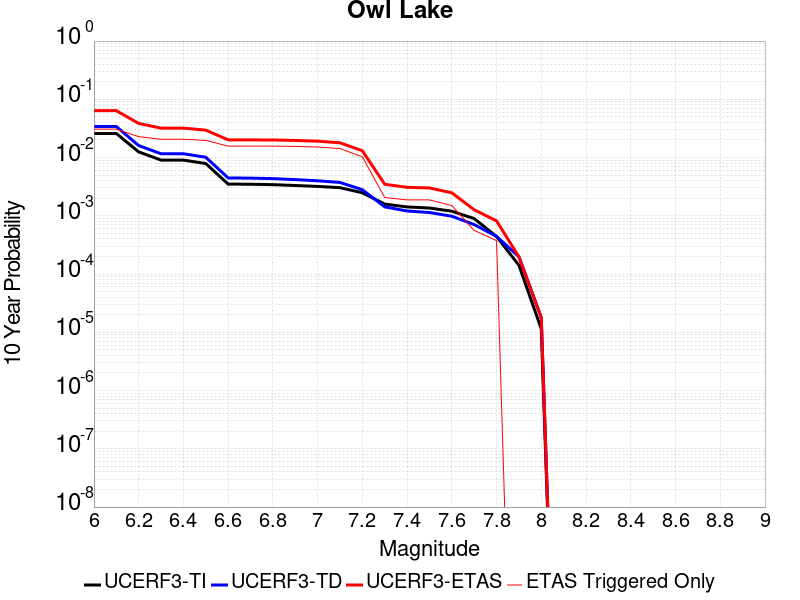 Owl Lake
10^0
10^-1
10^-2
10^-3
10^-4
10^-5
10^-6
10^-7
10^-8
10 Year Probability
6 6.2 6.4 6.6 6.8 7 7.2 7.4 7.6 7.8 8 8.2 8.4 8.6 8.8 9
Magnitude
UCERF3-TI UCERF3-TD UCERF3-ETAS ETAS Triggered Only